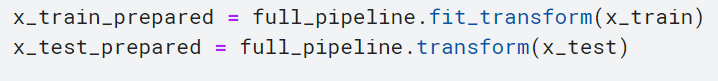 x_train_prepared = full_pipeline.fit_transform(x_train)
x_test_prepared = full_pipeline.transform(x_test)